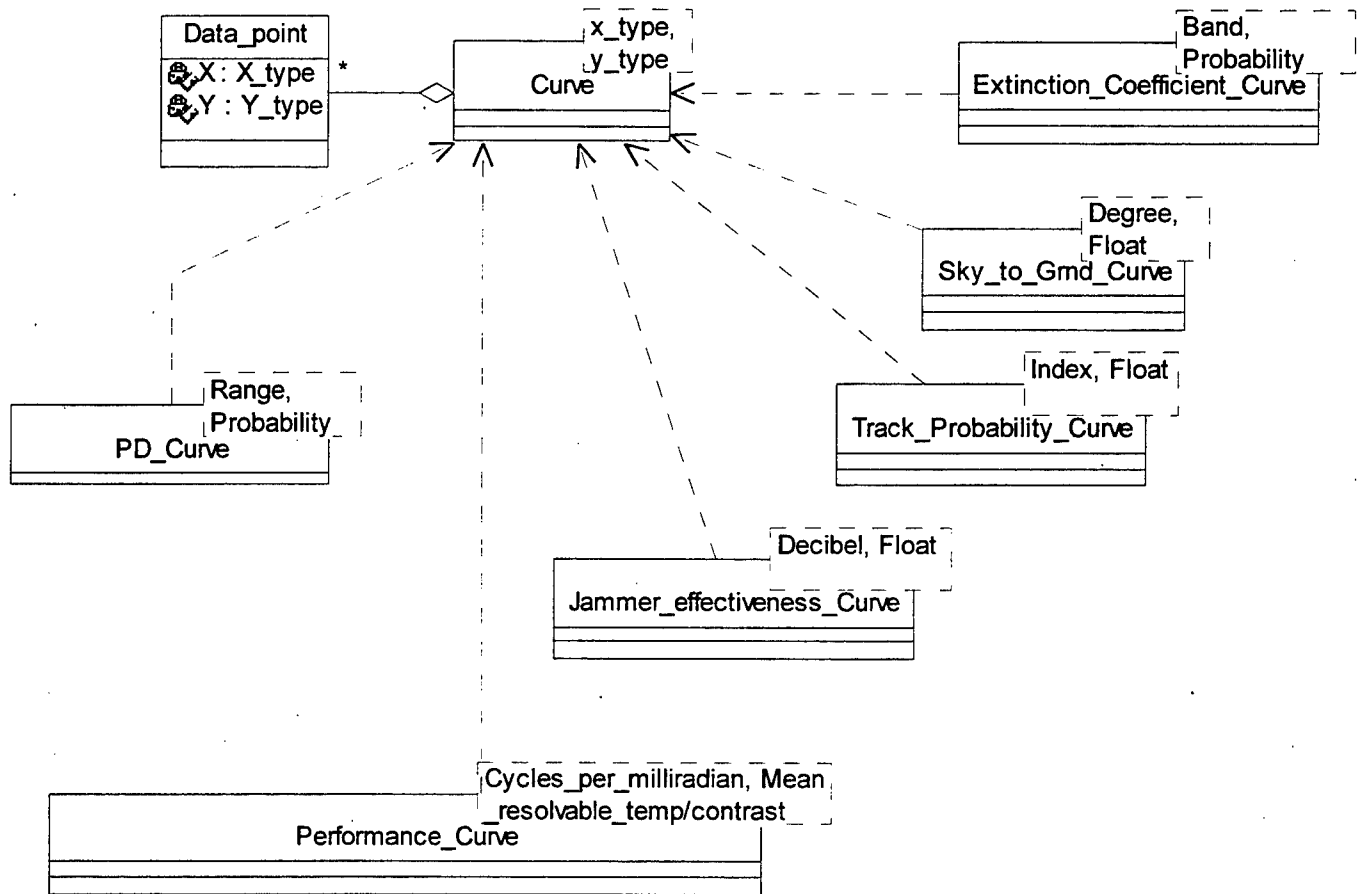 Data_point
X : X_type
Y : Y_type
*
x_type,
y_type
Curve
Band,
Probability
Extinction_Coefficient_Curve
Degree,
Float
Sky_to_Grnd_Curve
Index, Float
Track_Probability_Curve
Range,
Probability
PD_Curve
Decibel, Float
Jammer_effectiveness_Curve
Cycles_per_milliradian, Mean
_resolvable_temp/contrast
Performance_Curve